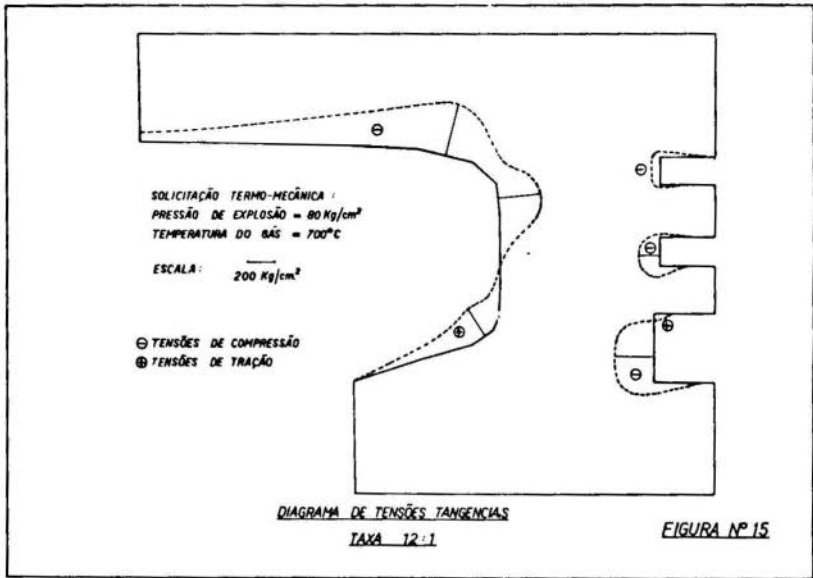 SOLICITAÇÃO TERMO-MECÂNICA :
PRESSÃO DE EXPLOSÃO = 80 Kg/cm²
TEMPERATURA DO GÁS = 700°C
ESCALA:
200 Kg/cm²
⊖ TENSÕES DE COMPRESSÃO
⊕ TENSÕES DE TRAÇÃO
DIAGRAMA DE TENSÕES TANGENCIAS
TAXA 12:1
FIGURA Nº 15